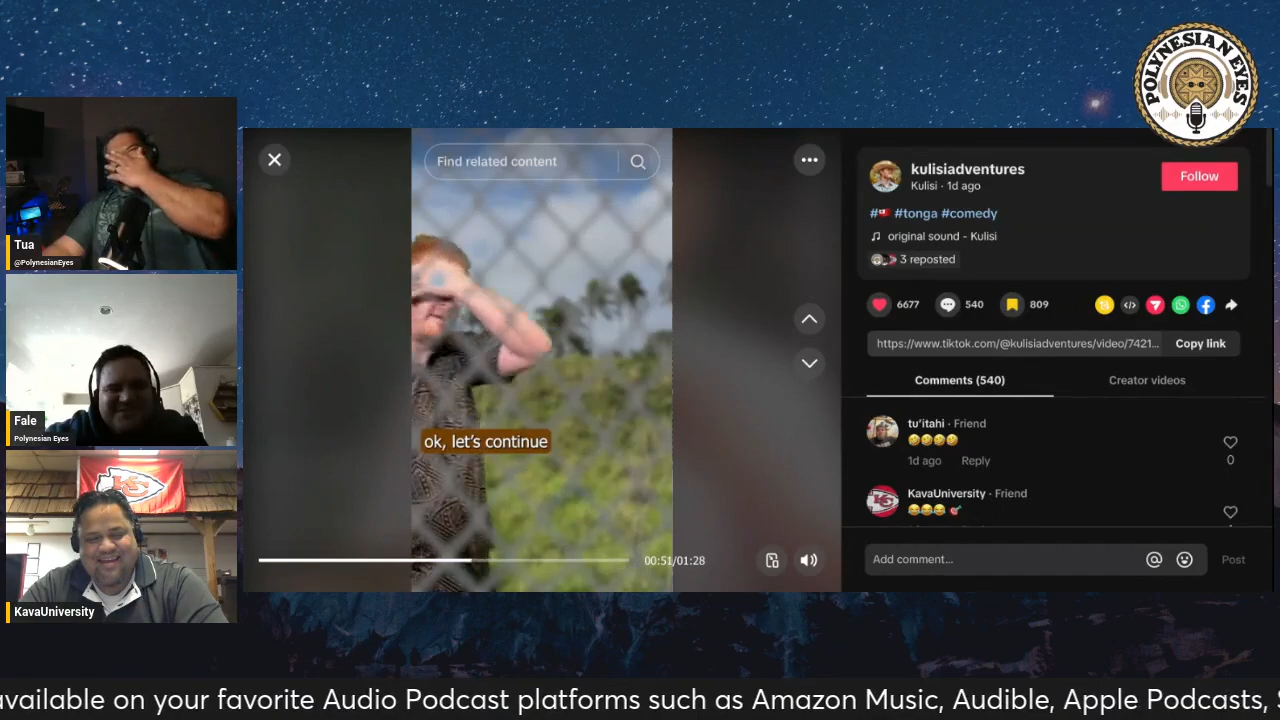 POLYNESIAN EYES
Tua
@PolynesianEyes
Fale
Polynesian Eyes
KavaUniversity
KC
Find related content
ok, let's continue
00:51/01:28
kulisiadventures
Kulisi · 1d ago
Follow
#🇹🇴 #tonga #comedy
♫ original sound - Kulisi
3 reposted
6677
540
809
https://www.tiktok.com/@kulisiadventures/video/7421...
Copy link
Comments (540)
Creator videos
tu'itahi · Friend
🤣🤣🤣🤣
1d ago
Reply
0
KavaUniversity · Friend
Add comment...
Post
available on your favorite Audio Podcast platforms such as Amazon Music, Audible, Apple Podcasts,